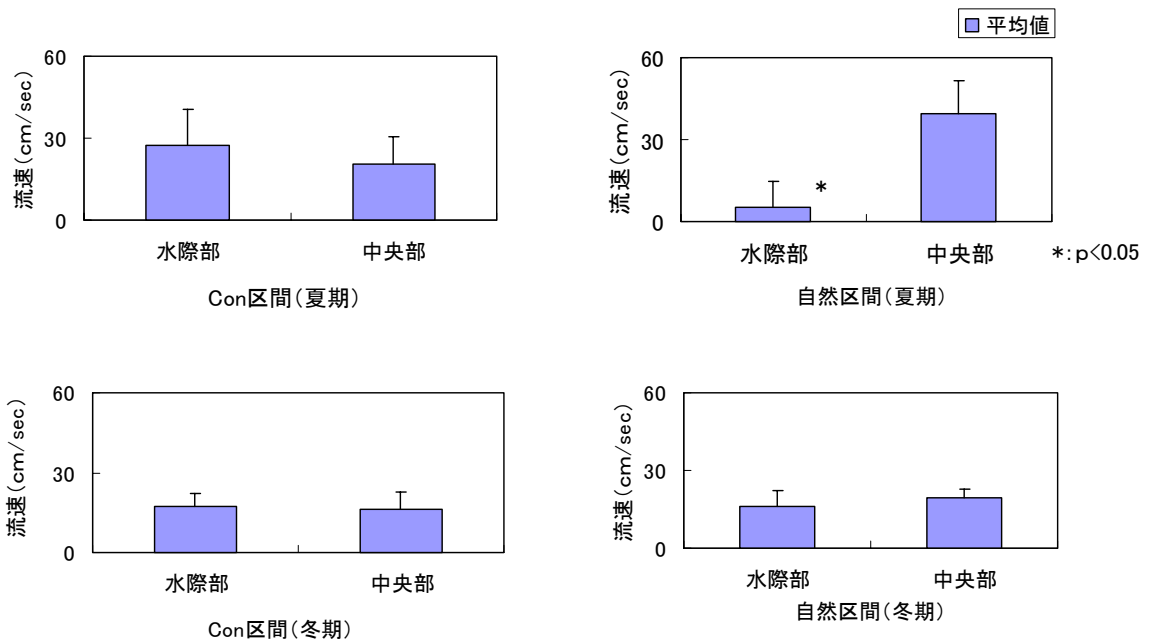 平均値
流速(cm/sec)
60
30
0
水際部 中央部
Con区間(夏期)
流速(cm/sec)
60
30
0
*
水際部 中央部
*:p<0.05
自然区間(夏期)
流速(cm/sec)
60
30
0
水際部 中央部
Con区間(冬期)
流速(cm/sec)
60
30
0
水際部 中央部
自然区間(冬期)